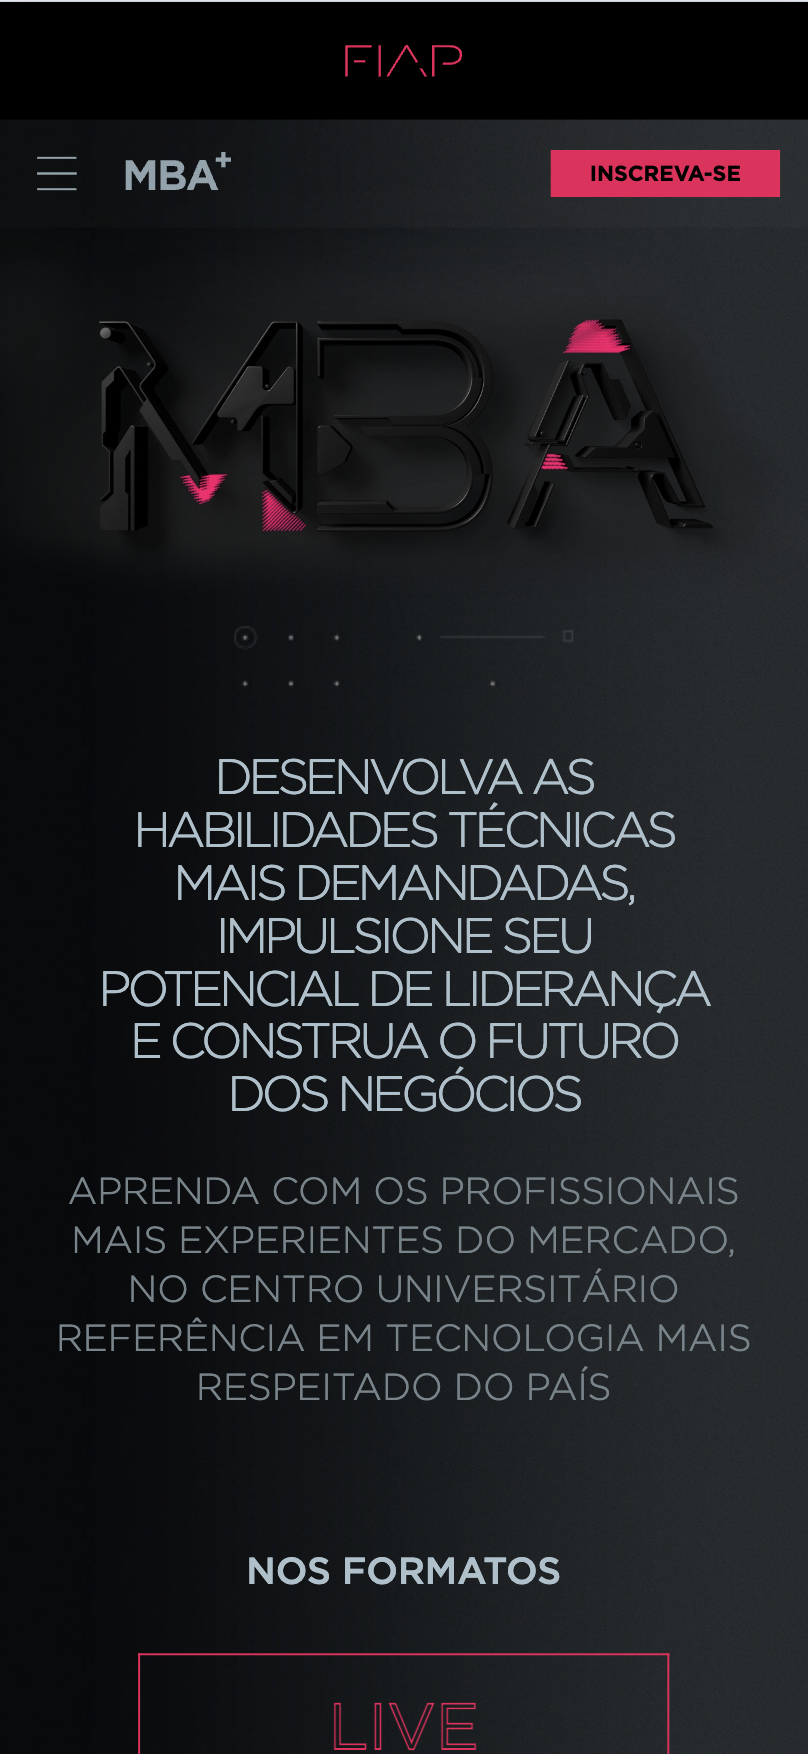 FIAP
MBA+
INSCREVA-SE
MBA
DESENVOLVA AS
HABILIDADES TÉCNICAS
MAIS DEMANDADAS,
IMPULSIONE SEU
POTENCIAL DE LIDERANÇA
E CONSTRUA O FUTURO
DOS NEGÓCIOS
APRENDA COM OS PROFISSIONAIS
MAIS EXPERIENTES DO MERCADO,
NO CENTRO UNIVERSITÁRIO
REFERÊNCIA EM TECNOLOGIA MAIS
RESPEITADO DO PAÍS
NOS FORMATOS
LIVE